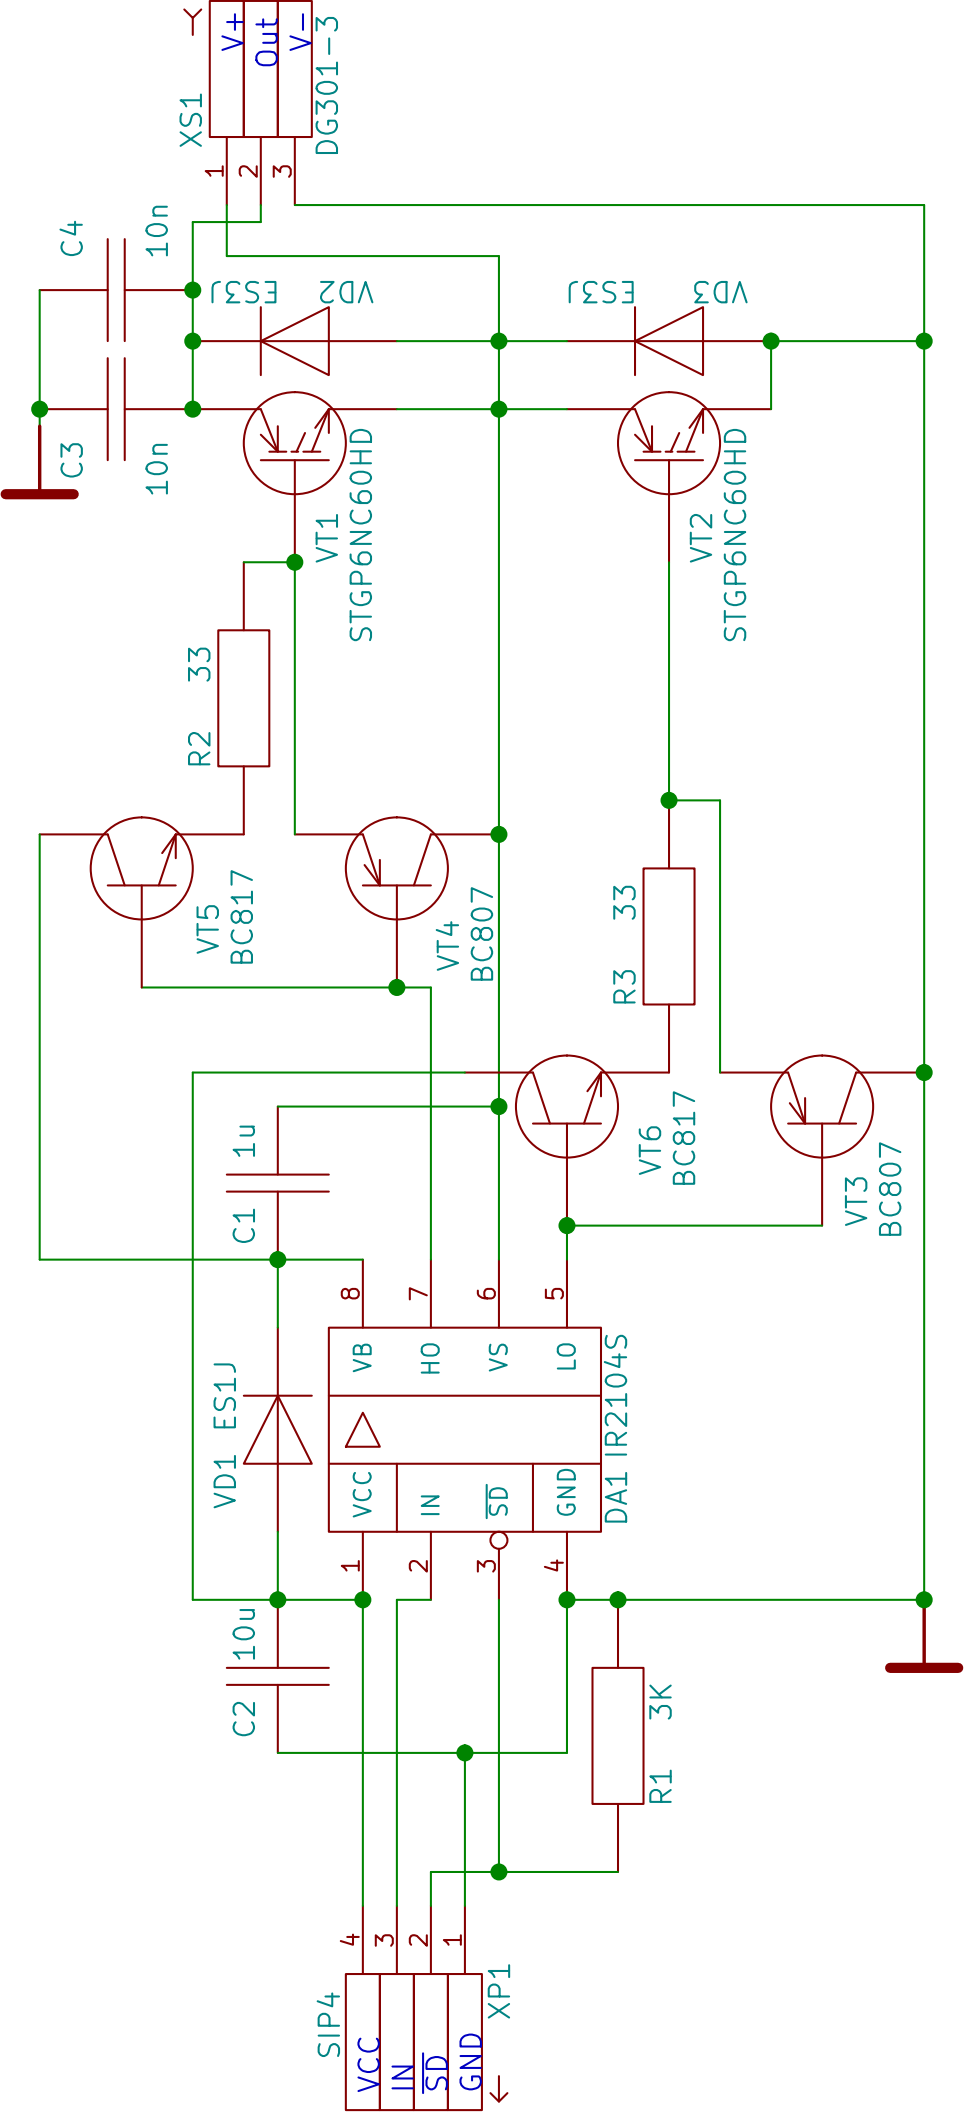 V+
Out
V-
XS1
DG301-3
1
2
3
C4
10n
ES3J
VD2
ES3J
VD3
C3
10n
VT1
STGP6NC60HD
VT2
STGP6NC60HD
R2
33
VT5
BC817
VT4
BC807
R3
33
VT6
BC817
VT3
BC807
C1
1u
8
7
6
5
VB
HO
VS
LO
VD1
ES1J
DA1
IR2104S
VCC
IN
SD
GND
1
2
3
4
C2
10u
R1
3K
4
3
2
1
SIP4
XP1
VCC
IN
SD
GND